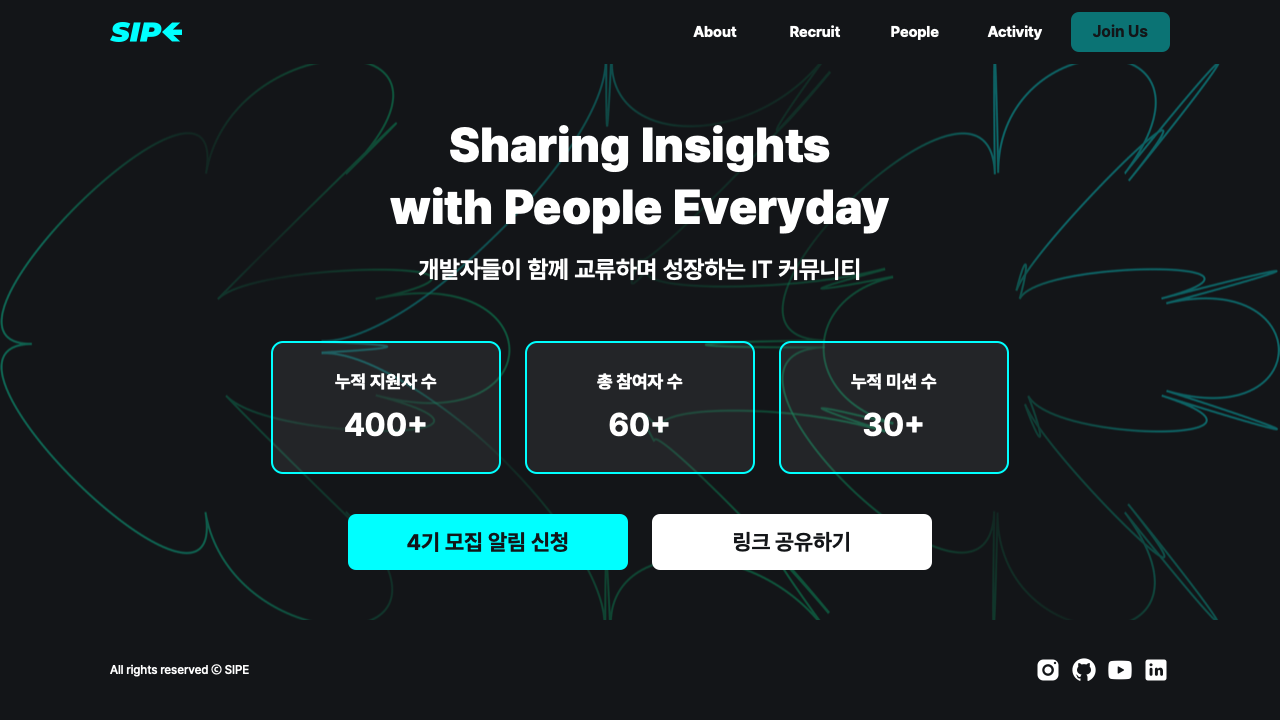 SIPE
About
Recruit
People
Activity
Join Us
Sharing Insights
with People Everyday
개발자들이 함께 교류하며 성장하는 IT 커뮤니티
누적 지원자 수
400+
총 참여자 수
60+
누적 미션 수
30+
4기 모집 알림 신청
링크 공유하기
All rights reserved ⓒ SIPE
in